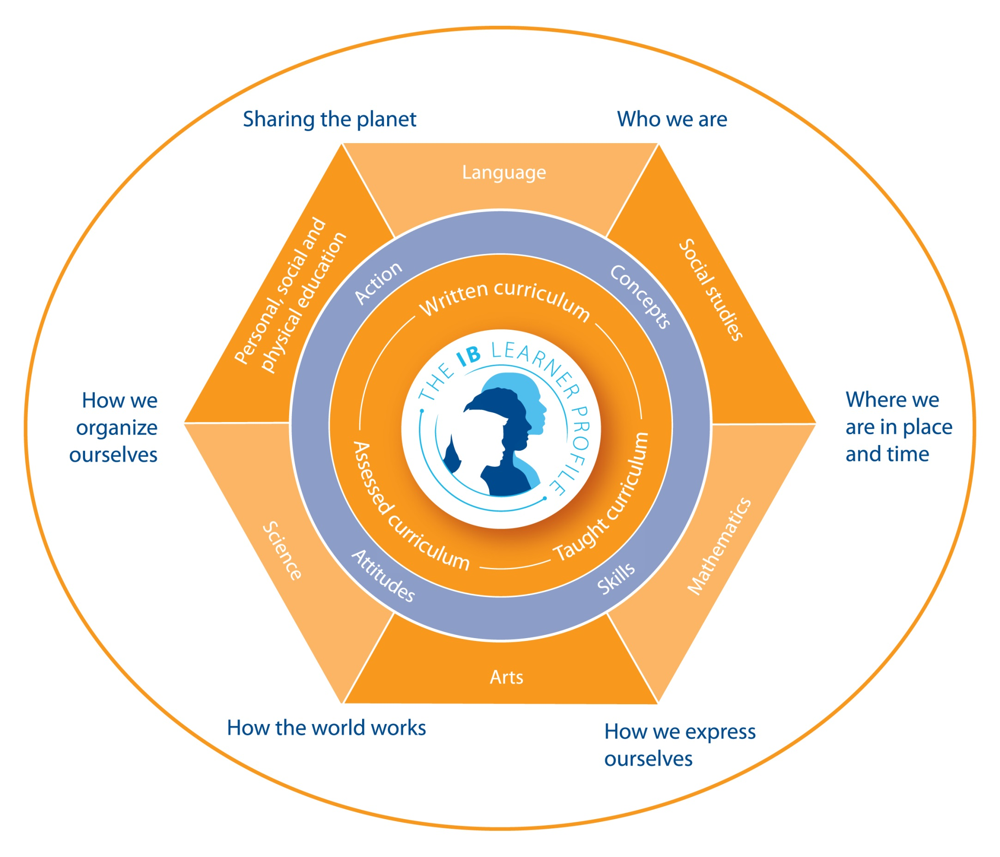 Sharing the planet
Who we are
Language
Personal, social and
physical education
Social studies
Action
Concepts
Written curriculum
THE IB LEARNER PROFILE
How we
organize
ourselves
Where we
are in place
and time
Assessed curriculum
Taught curriculum
Science
Mathematics
Attitudes
Skills
Arts
How the world works
How we express
ourselves